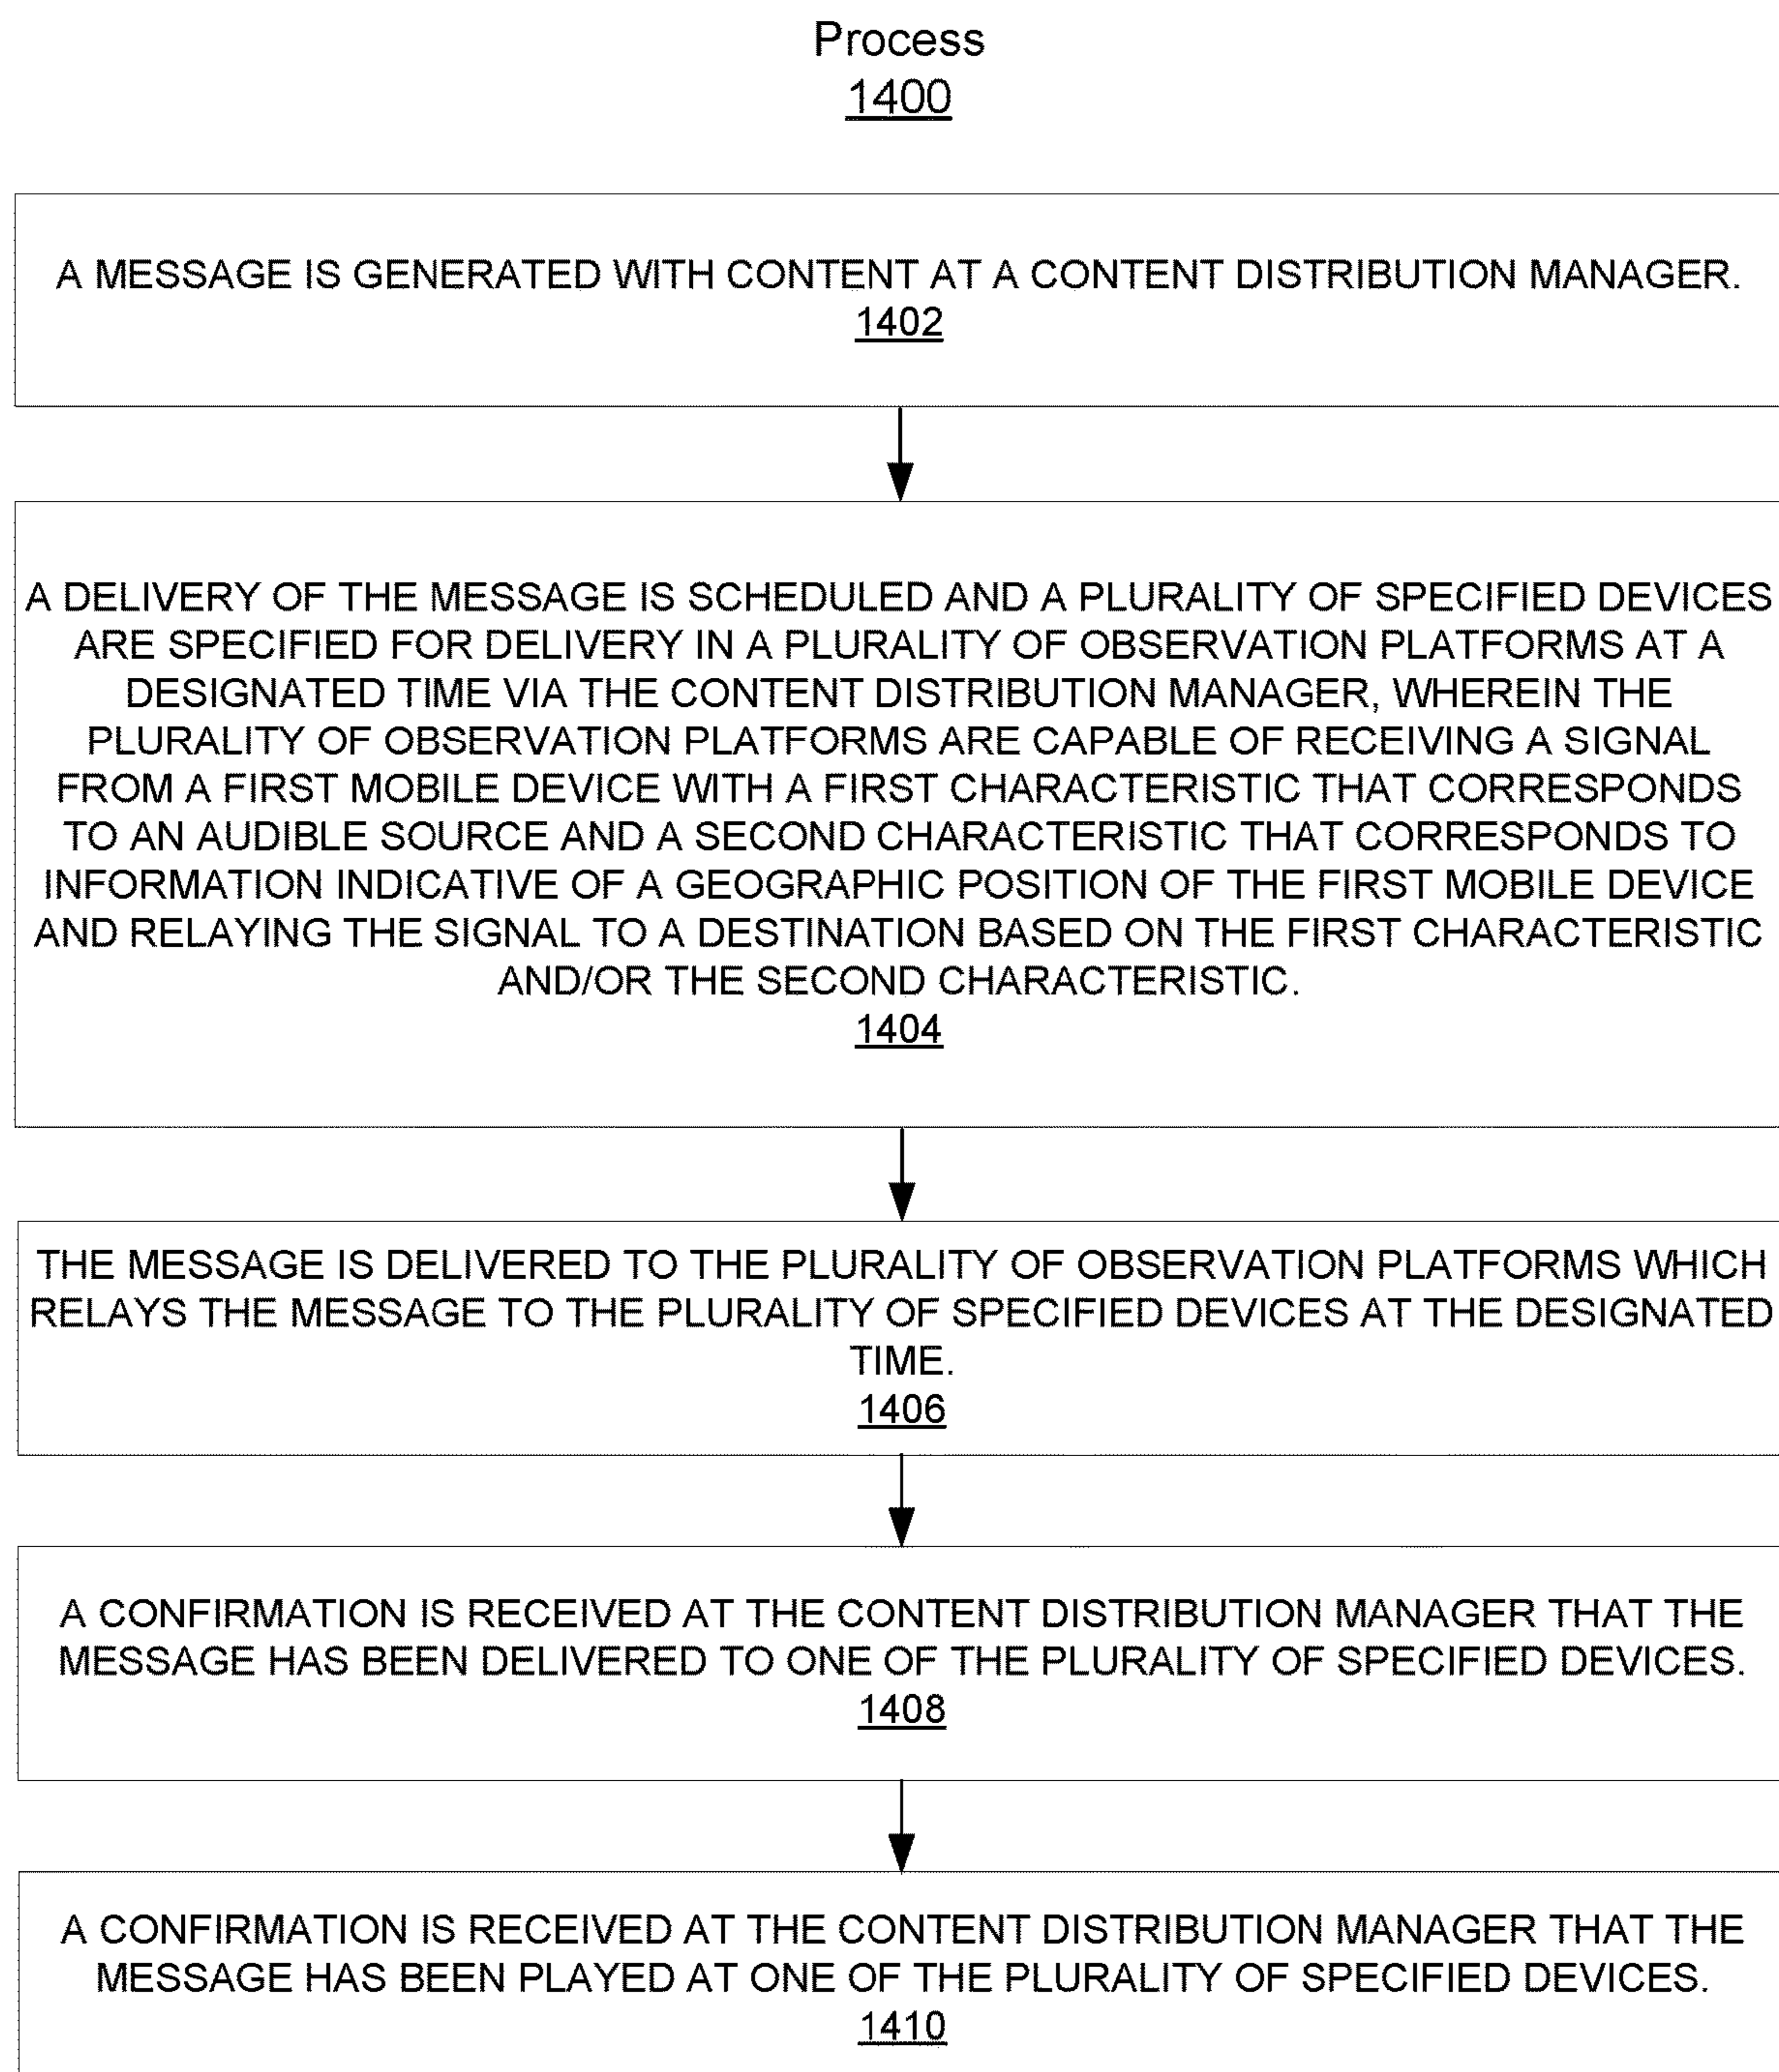 Process
1400
A MESSAGE IS GENERATED WITH CONTENT AT A CONTENT DISTRIBUTION MANAGER.
1402
A DELIVERY OF THE MESSAGE IS SCHEDULED AND A PLURALITY OF SPECIFIED DEVICES
ARE SPECIFIED FOR DELIVERY IN A PLURALITY OF OBSERVATION PLATFORMS AT A
DESIGNATED TIME VIA THE CONTENT DISTRIBUTION MANAGER, WHEREIN THE
PLURALITY OF OBSERVATION PLATFORMS ARE CAPABLE OF RECEIVING A SIGNAL
FROM A FIRST MOBILE DEVICE WITH A FIRST CHARACTERISTIC THAT CORRESPONDS
TO AN AUDIBLE SOURCE AND A SECOND CHARACTERISTIC THAT CORRESPONDS TO
INFORMATION INDICATIVE OF A GEOGRAPHIC POSITION OF THE FIRST MOBILE DEVICE
AND RELAYING THE SIGNAL TO A DESTINATION BASED ON THE FIRST CHARACTERISTIC
AND/OR THE SECOND CHARACTERISTIC.
1404
THE MESSAGE IS DELIVERED TO THE PLURALITY OF OBSERVATION PLATFORMS WHICH
RELAYS THE MESSAGE TO THE PLURALITY OF SPECIFIED DEVICES AT THE DESIGNATED
TIME.
1406
A CONFIRMATION IS RECEIVED AT THE CONTENT DISTRIBUTION MANAGER THAT THE
MESSAGE HAS BEEN DELIVERED TO ONE OF THE PLURALITY OF SPECIFIED DEVICES.
1408
A CONFIRMATION IS RECEIVED AT THE CONTENT DISTRIBUTION MANAGER THAT THE
MESSAGE HAS BEEN PLAYED AT ONE OF THE PLURALITY OF SPECIFIED DEVICES.
1410